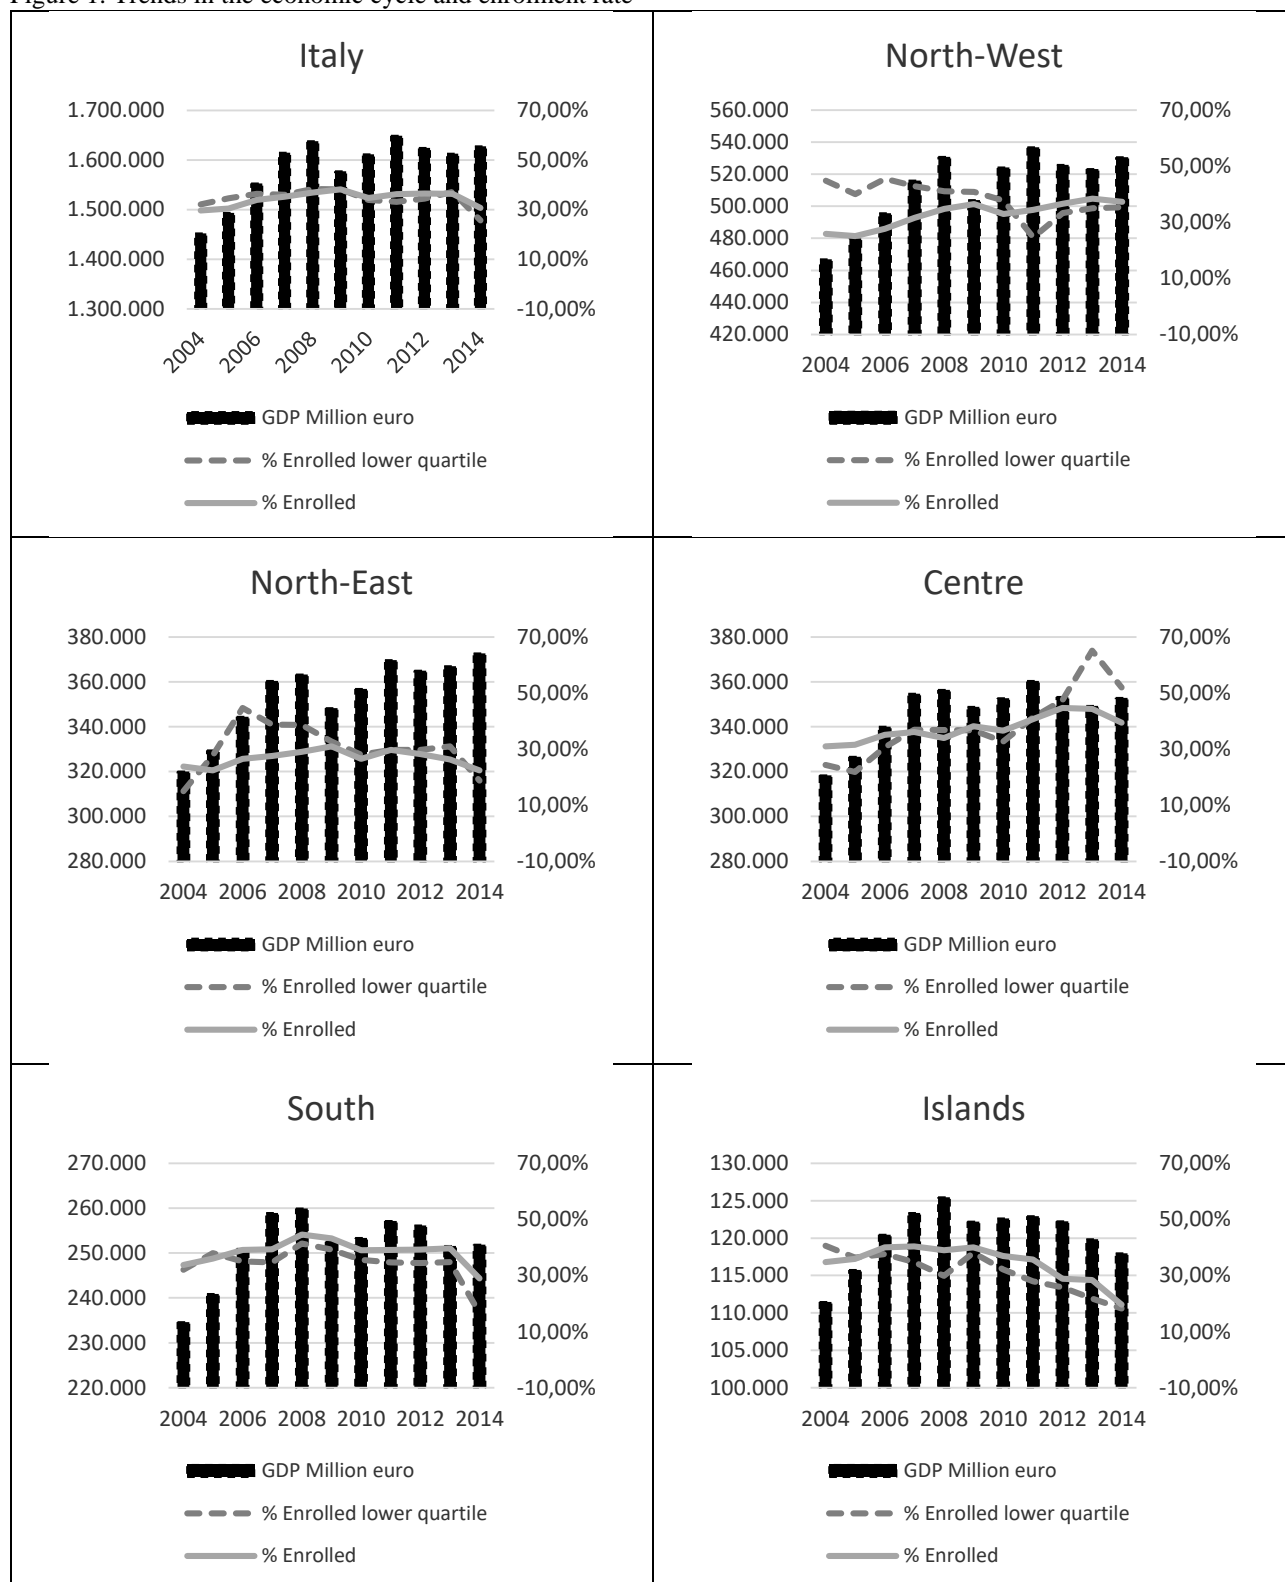 Figure 1: Trends in the economic cycle and enrolment rate
Italy
1.700.000
1.600.000
1.500.000
1.400.000
1.300.000
70,00%
50,00%
30,00%
10,00%
-10,00%
2004
2006
2008
2010
2012
2014
GDP Million euro
% Enrolled lower quartile
% Enrolled
North-West
560.000
540.000
520.000
500.000
480.000
460.000
440.000
420.000
70,00%
50,00%
30,00%
10,00%
-10,00%
2004 2006 2008 2010 2012 2014
GDP Million euro
% Enrolled lower quartile
% Enrolled
North-East
380.000
360.000
340.000
320.000
300.000
280.000
70,00%
50,00%
30,00%
10,00%
-10,00%
2004 2006 2008 2010 2012 2014
GDP Million euro
% Enrolled lower quartile
% Enrolled
Centre
380.000
360.000
340.000
320.000
300.000
280.000
70,00%
50,00%
30,00%
10,00%
-10,00%
2004 2006 2008 2010 2012 2014
GDP Million euro
% Enrolled lower quartile
% Enrolled
South
270.000
260.000
250.000
240.000
230.000
220.000
70,00%
50,00%
30,00%
10,00%
-10,00%
2004 2006 2008 2010 2012 2014
GDP Million euro
% Enrolled lower quartile
% Enrolled
Islands
130.000
125.000
120.000
115.000
110.000
105.000
100.000
70,00%
50,00%
30,00%
10,00%
-10,00%
2004 2006 2008 2010 2012 2014
GDP Million euro
% Enrolled lower quartile
% Enrolled